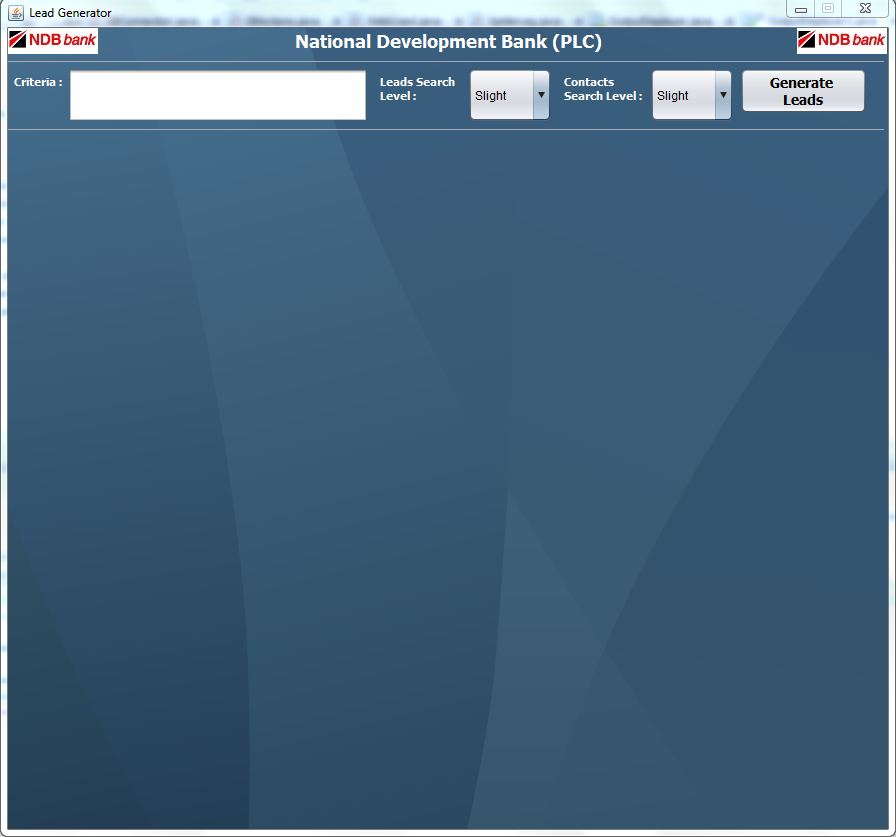 Lead Generator
NDB bank
National Development Bank (PLC)
NDB bank
Criteria :
Leads Search
Level :
Slight
Contacts
Search Level :
Slight
Generate
Leads